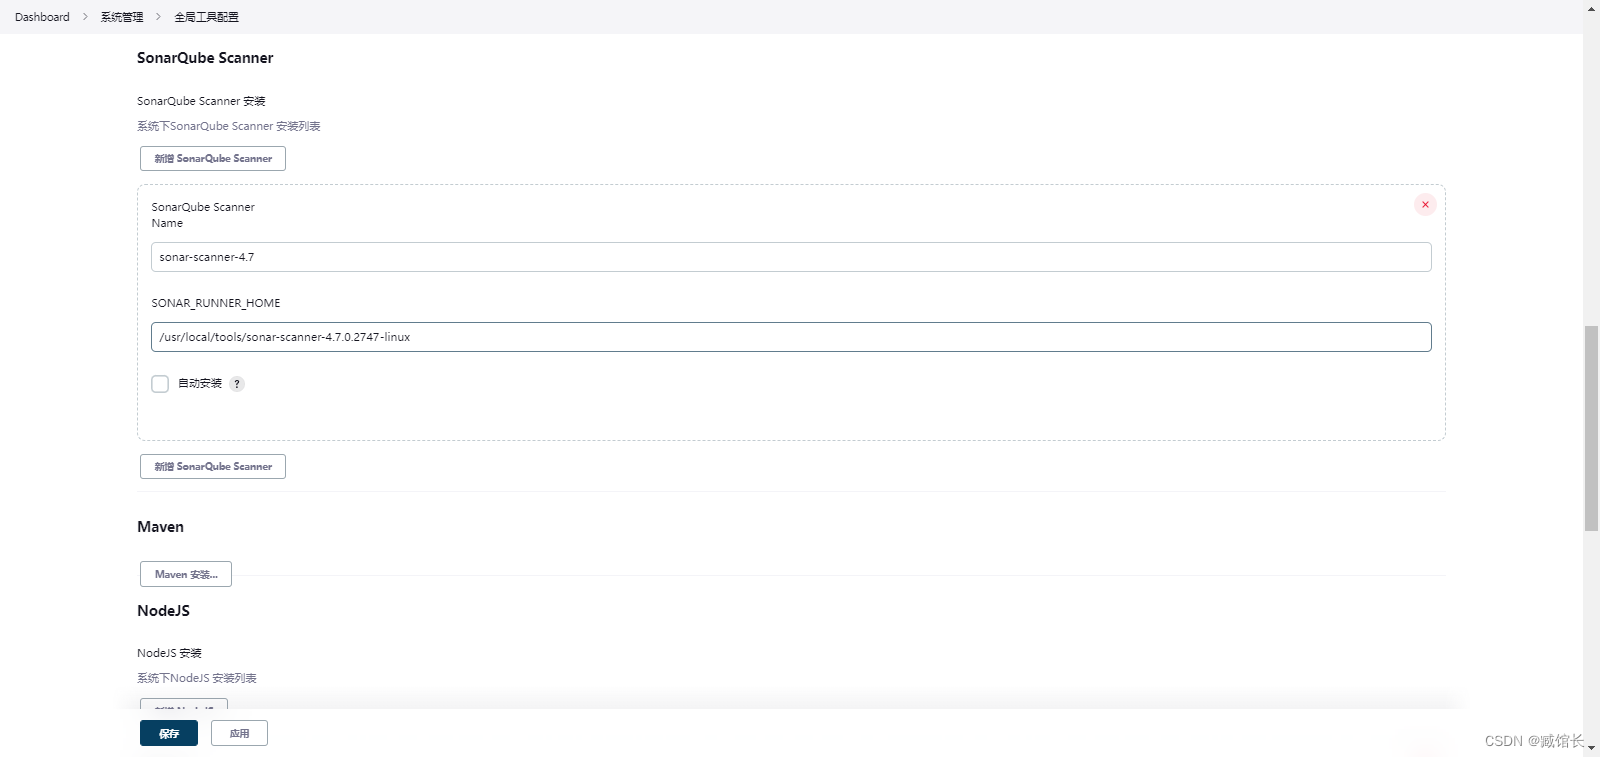 Dashboard > 系统管理 > 全局工具配置
SonarQube Scanner
SonarQube Scanner 安装
系统下SonarQube Scanner 安装列表
新增 SonarQube Scanner
SonarQube Scanner
Name
sonar-scanner-4.7
SONAR_RUNNER_HOME
/usr/local/tools/sonar-scanner-4.7.0.2747-linux
自动安装 ?
新增 SonarQube Scanner
Maven
Maven 安装...
NodeJS
NodeJS 安装
系统下NodeJS 安装列表
新增 NodeJS
保存 应用
CSDN @臧馆长